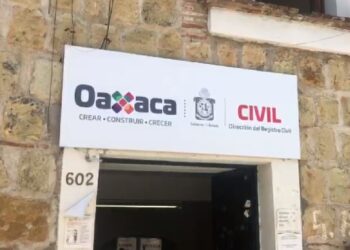 Oaxaca
CREAR • CONSTRUIR • CRECER
CIVIL
Dirección del Registro Civil
602